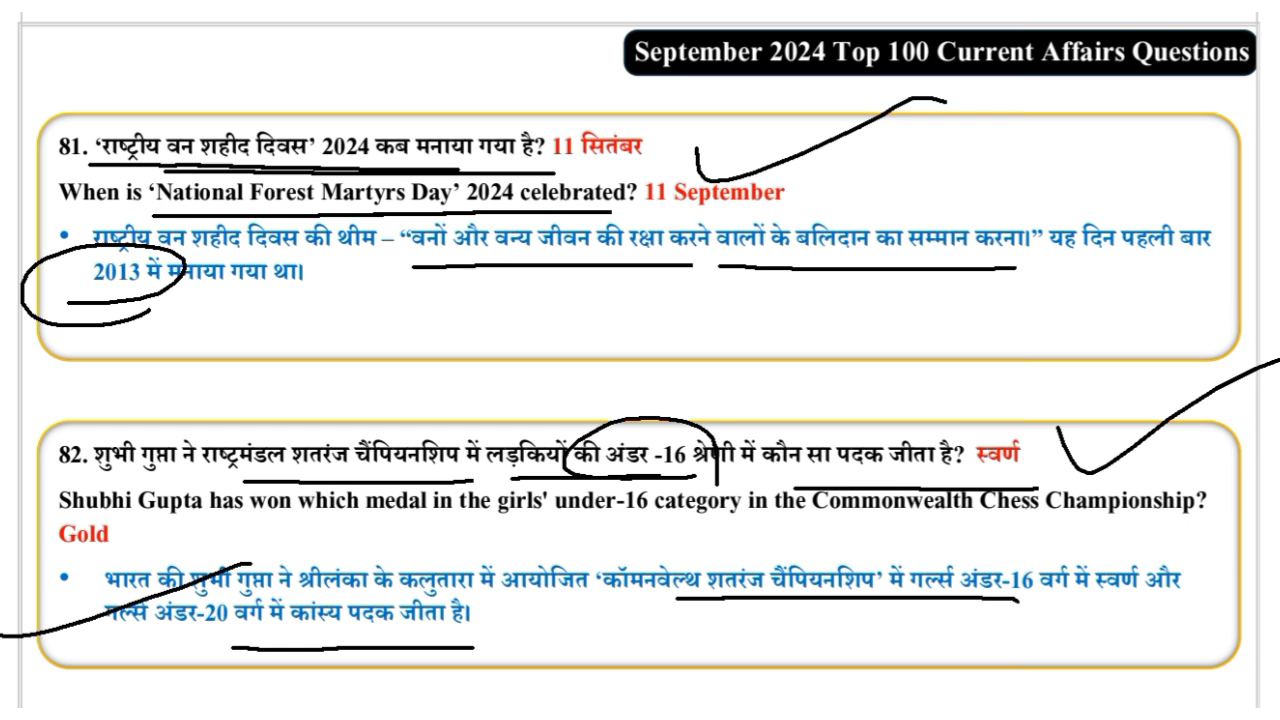 September 2024 Top 100 Current Affairs Questions
81. ‘राष्ट्रीय वन शहीद दिवस’ 2024 कब मनाया गया है? 11 सितंबर
When is ‘National Forest Martyrs Day’ 2024 celebrated? 11 September
• राष्ट्रीय वन शहीद दिवस की थीम – “वनों और वन्य जीवन की रक्षा करने वालों के बलिदान का सम्मान करना।” यह दिन पहली बार
2013 में मनाया गया था।
82. शुभी गुप्ता ने राष्ट्रमंडल शतरंज चैंपियनशिप में लड़कियों की अंडर -16 श्रेणी में कौन सा पदक जीता है? स्वर्ण
Shubhi Gupta has won which medal in the girls' under-16 category in the Commonwealth Chess Championship?
Gold
• भारत की शुभी गुप्ता ने श्रीलंका के कलुतारा में आयोजित ‘कॉमनवेल्थ शतरंज चैंपियनशिप’ में गर्ल्स अंडर-16 वर्ग में स्वर्ण और
गर्ल्स अंडर-20 वर्ग में कांस्य पदक जीता है।